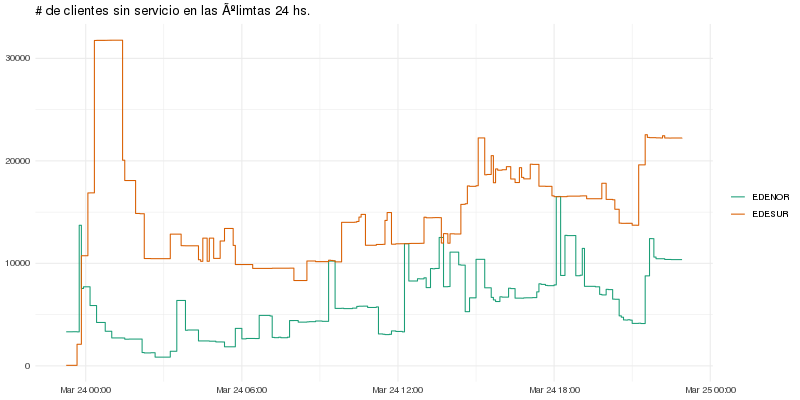 # de clientes sin servicio en las Ãºlimtas 24 hs.
30000
20000
10000
0
Mar 24 00:00
Mar 24 06:00
Mar 24 12:00
Mar 24 18:00
Mar 25 00:00
EDENOR
EDESUR